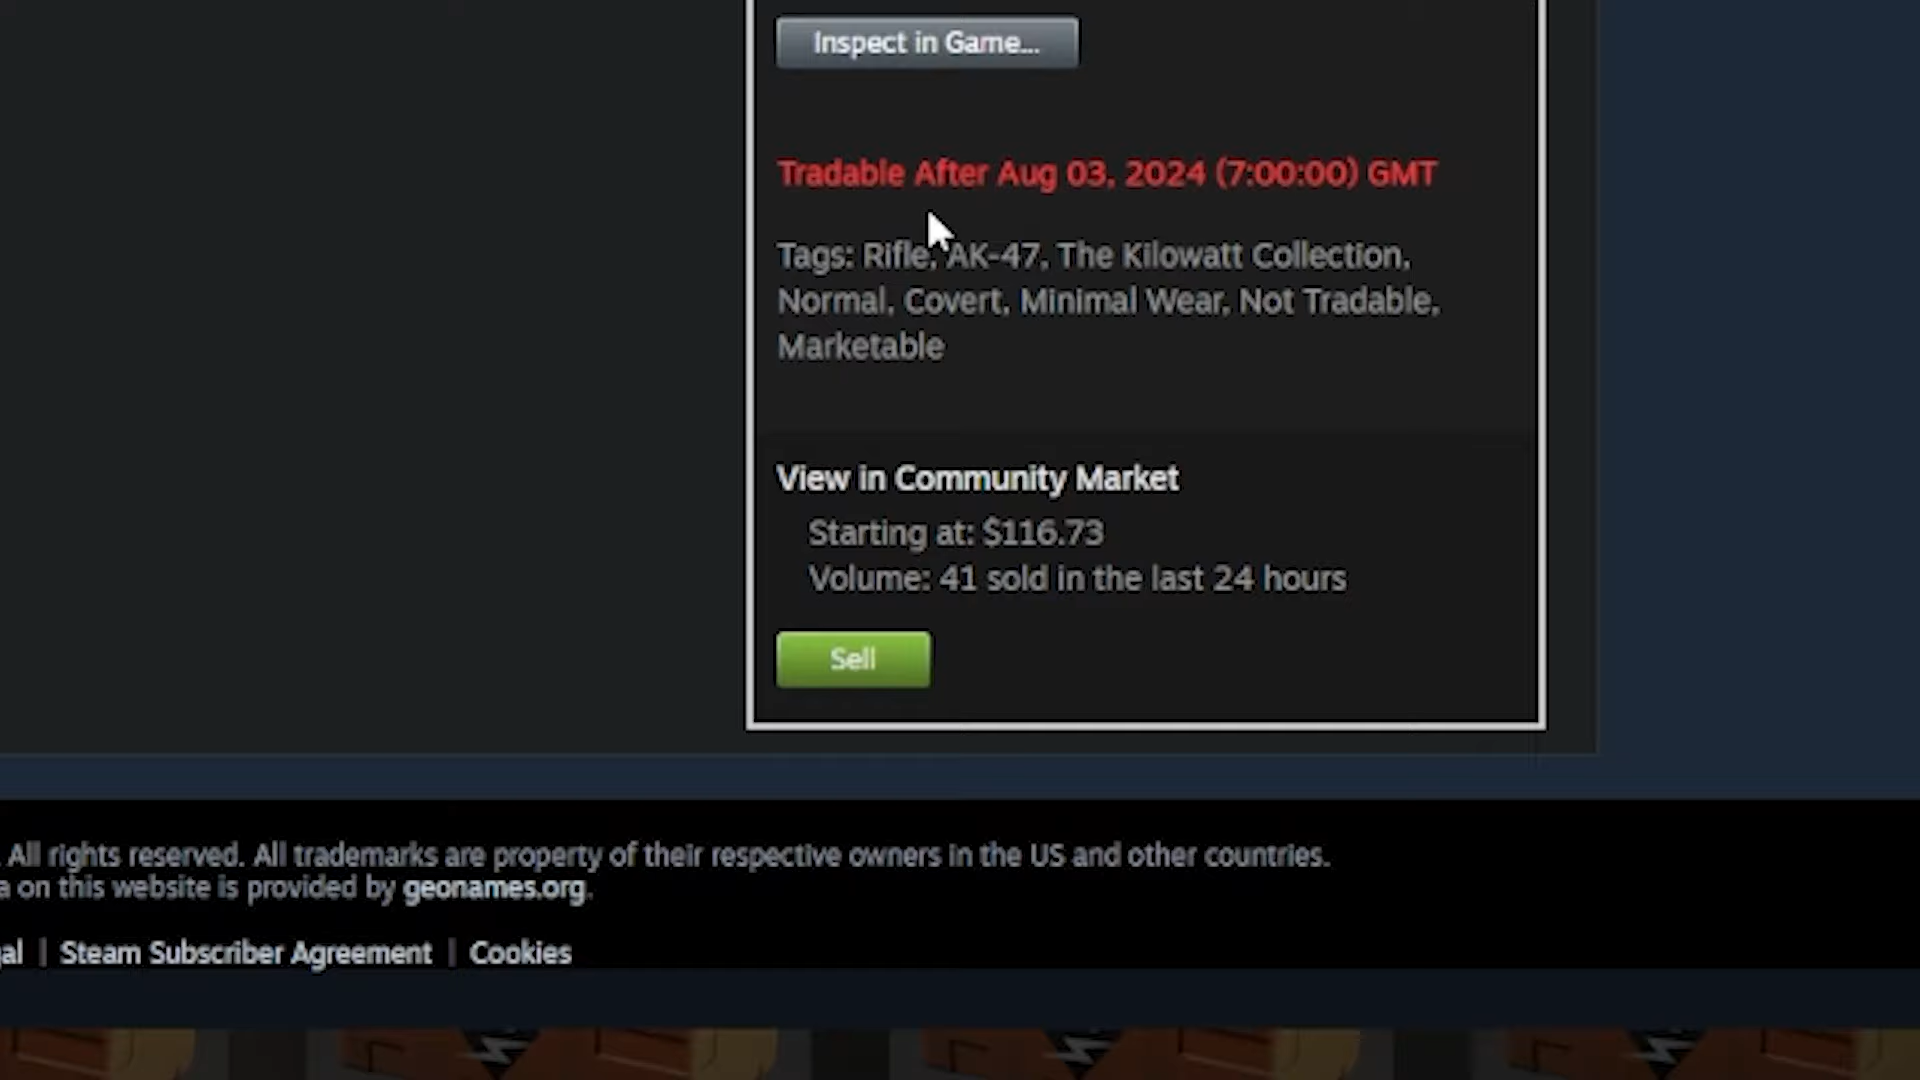 Inspect in Game...
Tradable After Aug 03, 2024 (7:00:00) GMT
Tags: Rifle, AK-47, The Kilowatt Collection,
Normal, Covert, Minimal Wear, Not Tradable,
Marketable
View in Community Market
Starting at: $116.73
Volume: 41 sold in the last 24 hours
Sell
All rights reserved. All trademarks are property of their respective owners in the US and other countries.
a on this website is provided by geonames.org.
gal | Steam Subscriber Agreement | Cookies